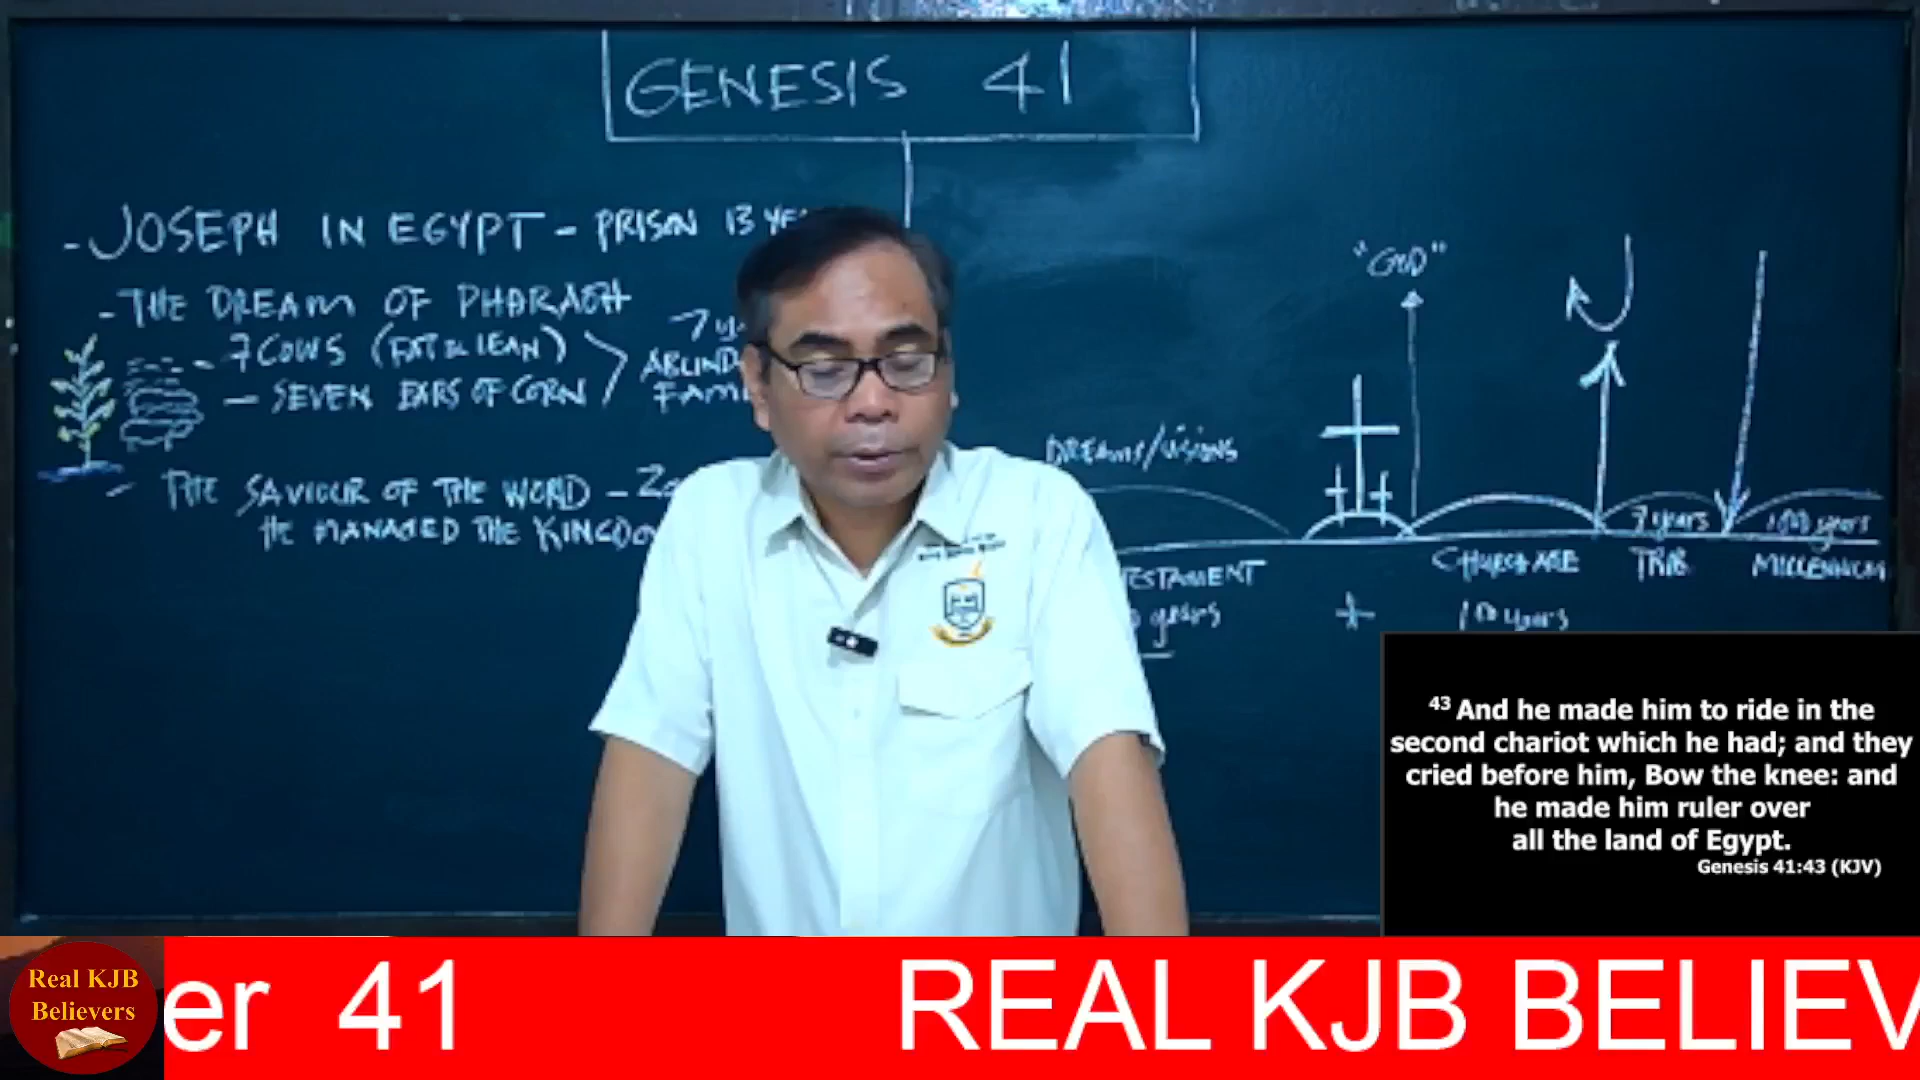 GENESIS 41
- JOSEPH IN EGYPT - PRISON 13
- THE DREAM OF PHARAOH
- 7 COWS (FAT & LEAN)
- SEVEN EARS OF CORN
7
- THE SAVIOUR OF THE WORLD -
HE MANAGED THE
"GOD"
DREAMS/VISIONS
7 years
CHURCH AGE TRIB MILLENNIUM
years + years
43 And he made him to ride in the
second chariot which he had; and they
cried before him, Bow the knee: and
he made him ruler over
all the land of Egypt.
Genesis 41:43 (KJV)
Real KJB
Believers
er 41 REAL KJB BELIEV